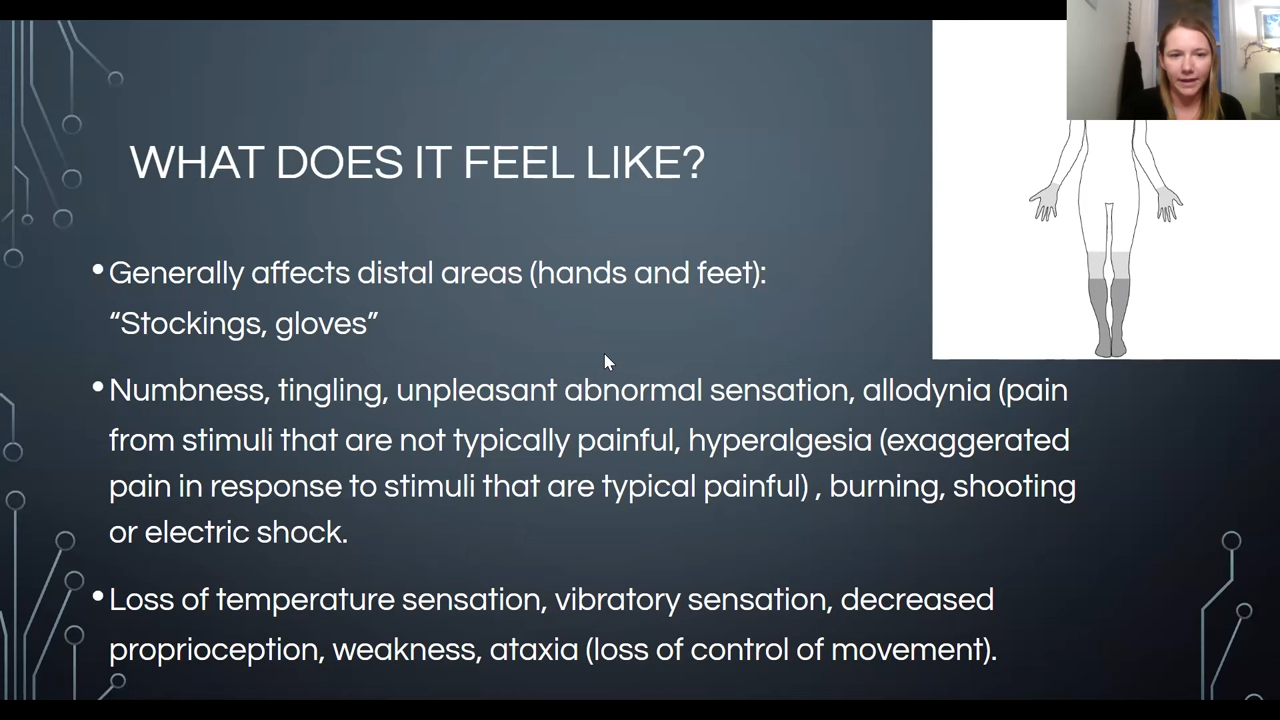 WHAT DOES IT FEEL LIKE?
•Generally affects distal areas (hands and feet):
“Stockings, gloves”
•Numbness, tingling, unpleasant abnormal sensation, allodynia (pain
from stimuli that are not typically painful, hyperalgesia (exaggerated
pain in response to stimuli that are typical painful) , burning, shooting
or electric shock.
•Loss of temperature sensation, vibratory sensation, decreased
proprioception, weakness, ataxia (loss of control of movement).